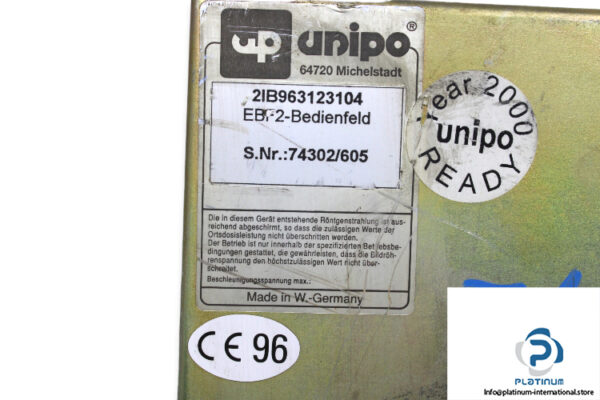 unipo®
64720 Michelstadt
2IB963123104
EBF2-Bedienfeld
S.Nr.:74302/605
Year 2000
unipo
READY
Die in diesem Gerät entstehende Röntgenstrahlung ist aus-
reichend abgeschirmt, so dass die zulässigen Werte der
Ortsdosisleistung nicht überschritten werden.
Der Betrieb ist nur innerhalb der spezifizierten Betriebsbe-
dingungen gestattet, die gewährleisten, dass die Bildröh-
renspannung den höchstzulässigen Wert nicht über-
schreitet.
Beschleunigungsspannung max.:
Made in W.-Germany
CE 96
PLATINUM
Info@platinum-international.store